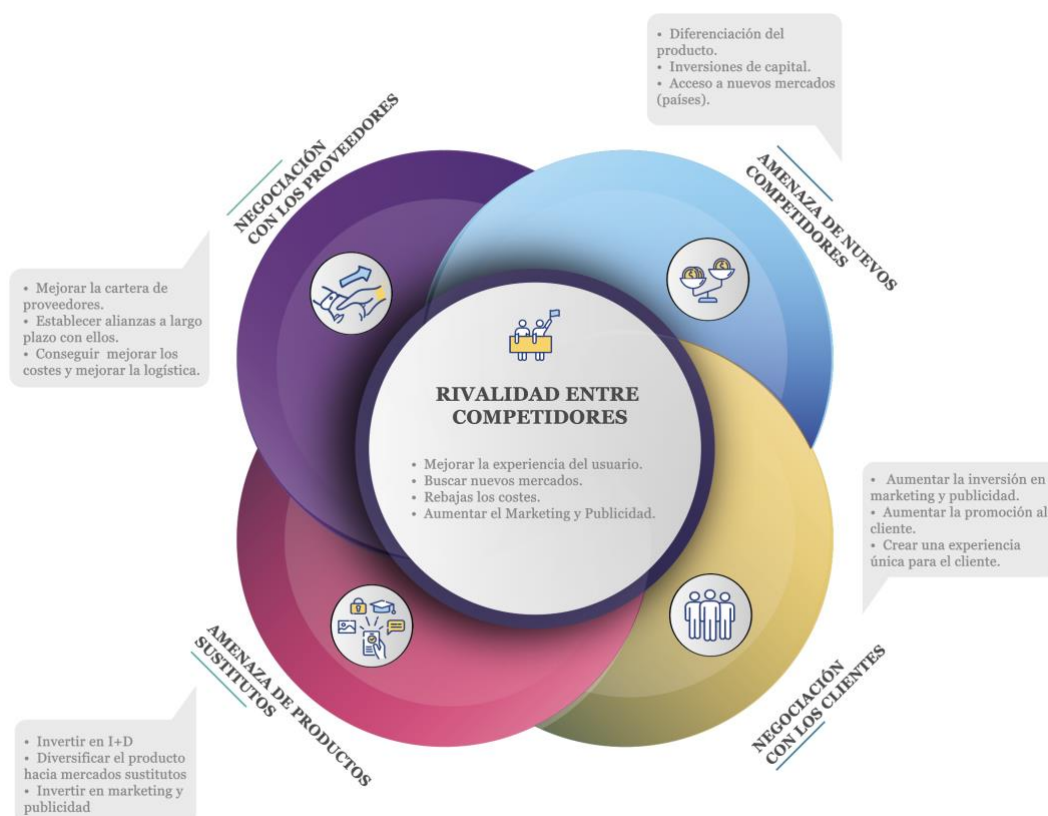 • Diferenciación del
producto.
• Inversiones de capital.
• Acceso a nuevos mercados
(países).
NEGOCIACIÓN
CON LOS PROVEEDORES
AMENAZA DE NUEVOS
COMPETIDORES
• Mejorar la cartera de
proveedores.
• Establecer alianzas a largo
plazo con ellos.
• Conseguir mejorar los
costes y mejorar la logística.
RIVALIDAD ENTRE
COMPETIDORES
• Mejorar la experiencia del usuario.
• Buscar nuevos mercados.
• Rebajas los costes.
• Aumentar el Marketing y Publicidad.
• Aumentar la inversión en
marketing y publicidad.
• Aumentar la promoción al
cliente.
• Crear una experiencia
única para el cliente.
AMENAZA DE PRODUCTOS
SUSTITUTOS
NEGOCIACIÓN
CON LOS CLIENTES
• Invertir en I+D
• Diversificar el producto
hacia mercados sustitutos
• Invertir en marketing y
publicidad